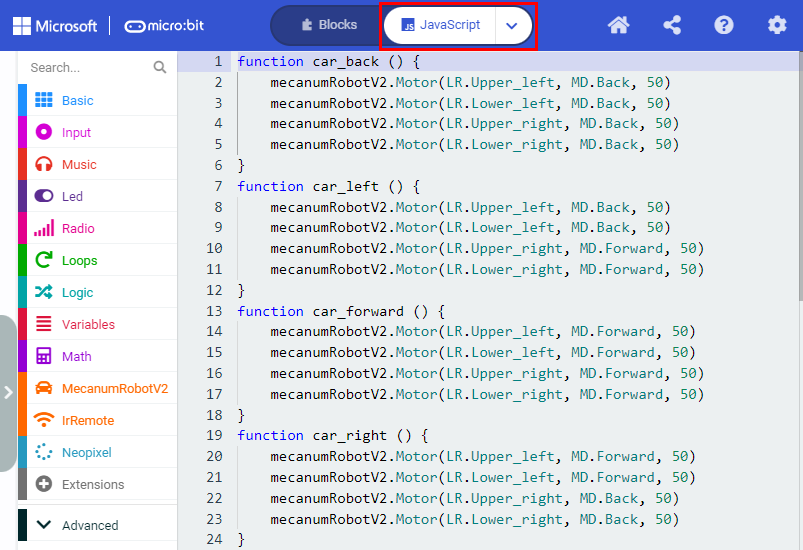 Microsoft micro:bit Blocks JS JavaScript
Search...
Basic
Input
Music
Led
Radio
Loops
Logic
Variables
Math
MecanumRobotV2
IrRemote
Neopixel
Extensions
Advanced
1 function car_back () {
2 mecanumRobotV2.Motor(LR.Upper_left, MD.Back, 50)
3 mecanumRobotV2.Motor(LR.Lower_left, MD.Back, 50)
4 mecanumRobotV2.Motor(LR.Upper_right, MD.Back, 50)
5 mecanumRobotV2.Motor(LR.Lower_right, MD.Back, 50)
6 }
7 function car_left () {
8 mecanumRobotV2.Motor(LR.Upper_left, MD.Back, 50)
9 mecanumRobotV2.Motor(LR.Lower_left, MD.Back, 50)
10 mecanumRobotV2.Motor(LR.Upper_right, MD.Forward, 50)
11 mecanumRobotV2.Motor(LR.Lower_right, MD.Forward, 50)
12 }
13 function car_forward () {
14 mecanumRobotV2.Motor(LR.Upper_left, MD.Forward, 50)
15 mecanumRobotV2.Motor(LR.Lower_left, MD.Forward, 50)
16 mecanumRobotV2.Motor(LR.Upper_right, MD.Forward, 50)
17 mecanumRobotV2.Motor(LR.Lower_right, MD.Forward, 50)
18 }
19 function car_right () {
20 mecanumRobotV2.Motor(LR.Upper_left, MD.Forward, 50)
21 mecanumRobotV2.Motor(LR.Lower_left, MD.Forward, 50)
22 mecanumRobotV2.Motor(LR.Upper_right, MD.Back, 50)
23 mecanumRobotV2.Motor(LR.Lower_right, MD.Back, 50)
24 }